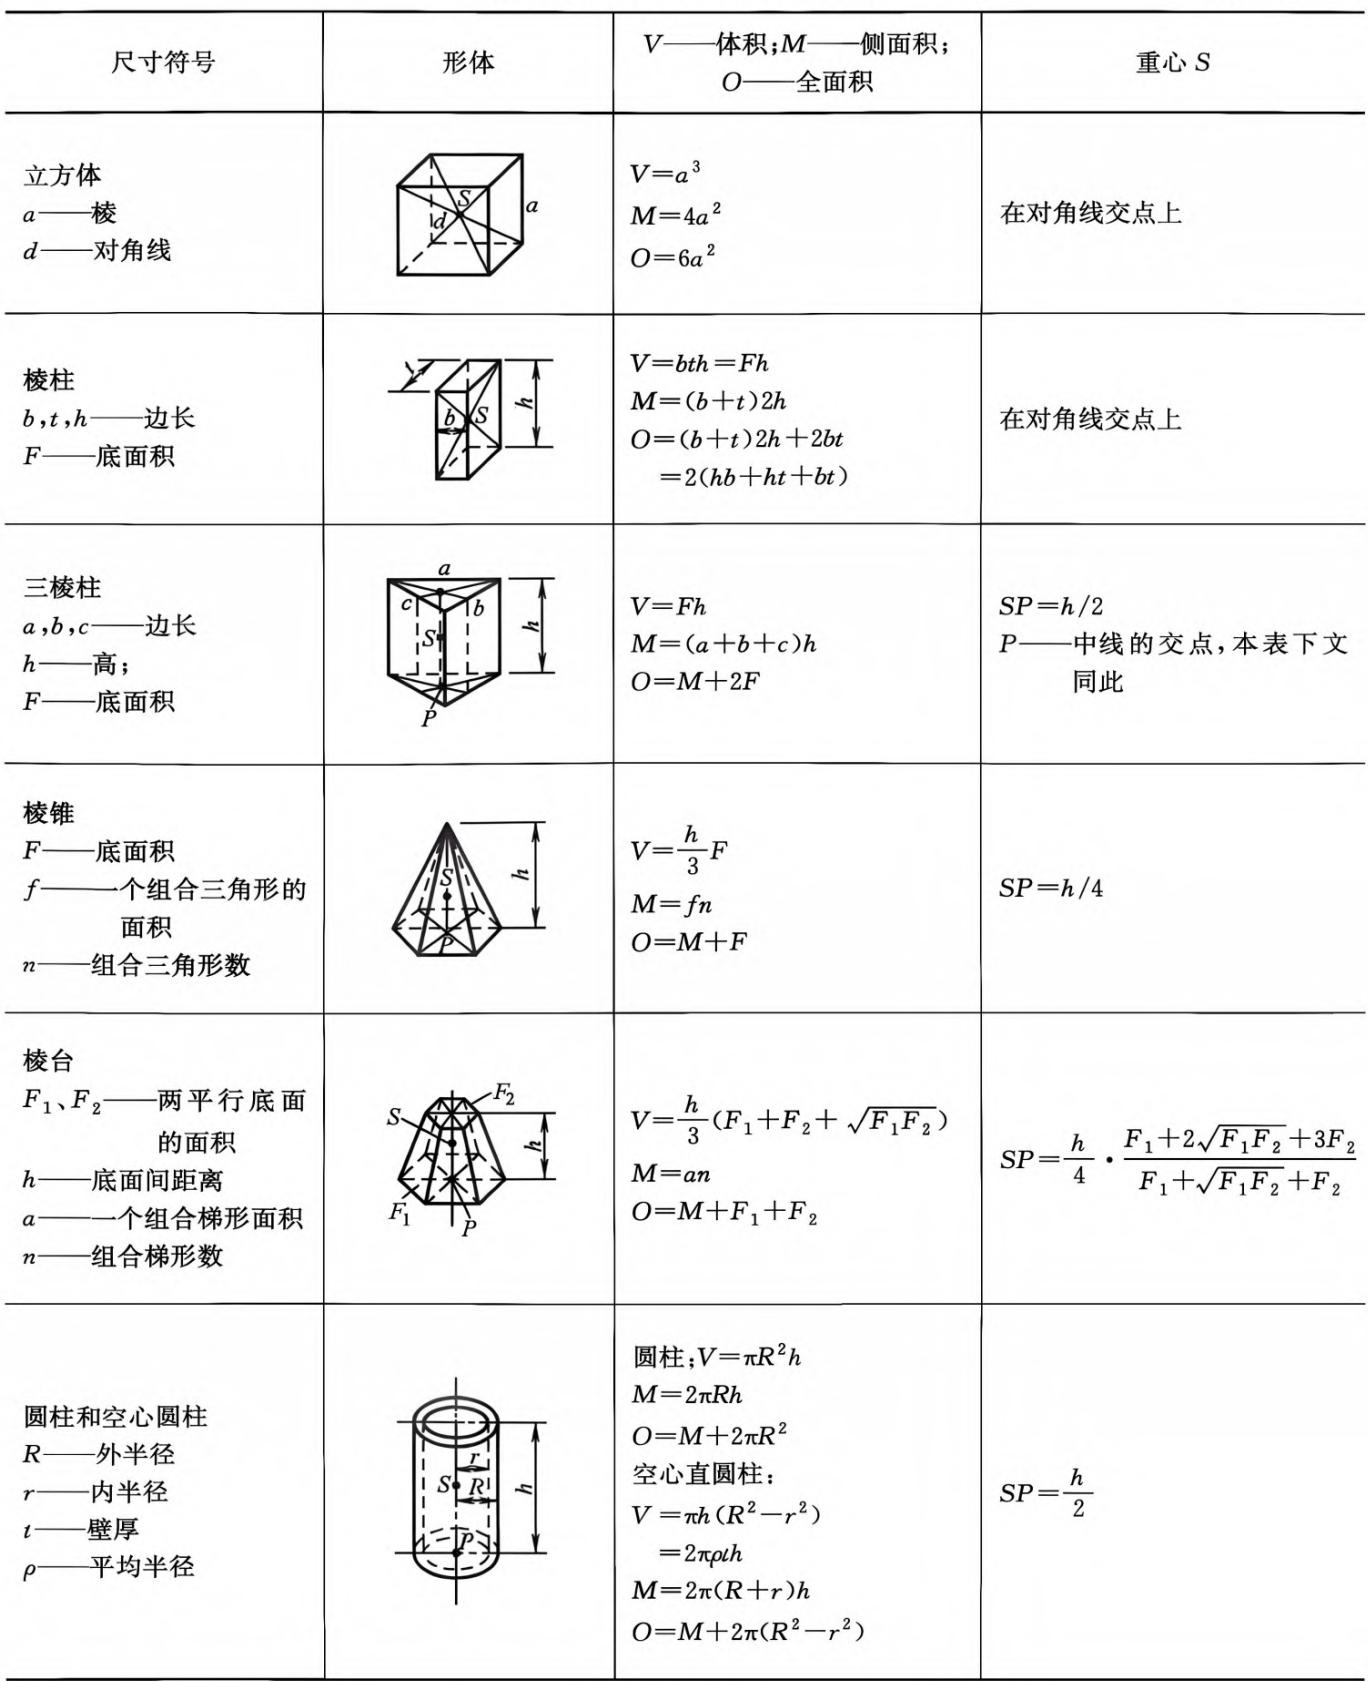 尺寸符号
形体
V——体积;M——侧面积;
O——全面积
重心 S
立方体
a——棱
d——对角线
S
d
a
V=a³
M=4a²
O=6a²
在对角线交点上
棱柱
b,t,h——边长
F——底面积
t
b
S
h
V=bth=Fh
M=(b+t)2h
O=(b+t)2h+2bt
=2(hb+ht+bt)
在对角线交点上
三棱柱
a,b,c——边长
h——高;
F——底面积
a
c
b
S
h
P
V=Fh
M=(a+b+c)h
O=M+2F
SP=h/2
P——中线的交点,本表下文
同此
棱锥
F——底面积
f——一个组合三角形的
面积
n——组合三角形数
S
h
P
V=h/3 F
M=fn
O=M+F
SP=h/4
棱台
F₁、F₂——两平行底面
的面积
h——底面间距离
a——一个组合梯形面积
n——组合梯形数
F₂
S
h
F₁
P
V=h/3(F₁+F₂+√F₁F₂)
M=an
O=M+F₁+F₂
SP=h/4·(F₁+2√F₁F₂+3F₂)/(F₁+√F₁F₂+F₂)
圆柱和空心圆柱
R——外半径
r——内半径
t——壁厚
ρ——平均半径
r
S
R
h
P
圆柱;V=πR²h
M=2πRh
O=M+2πR²
空心直圆柱:
V=πh(R²−r²)
=2πρth
M=2π(R+r)h
O=M+2π(R²−r²)
SP=h/2